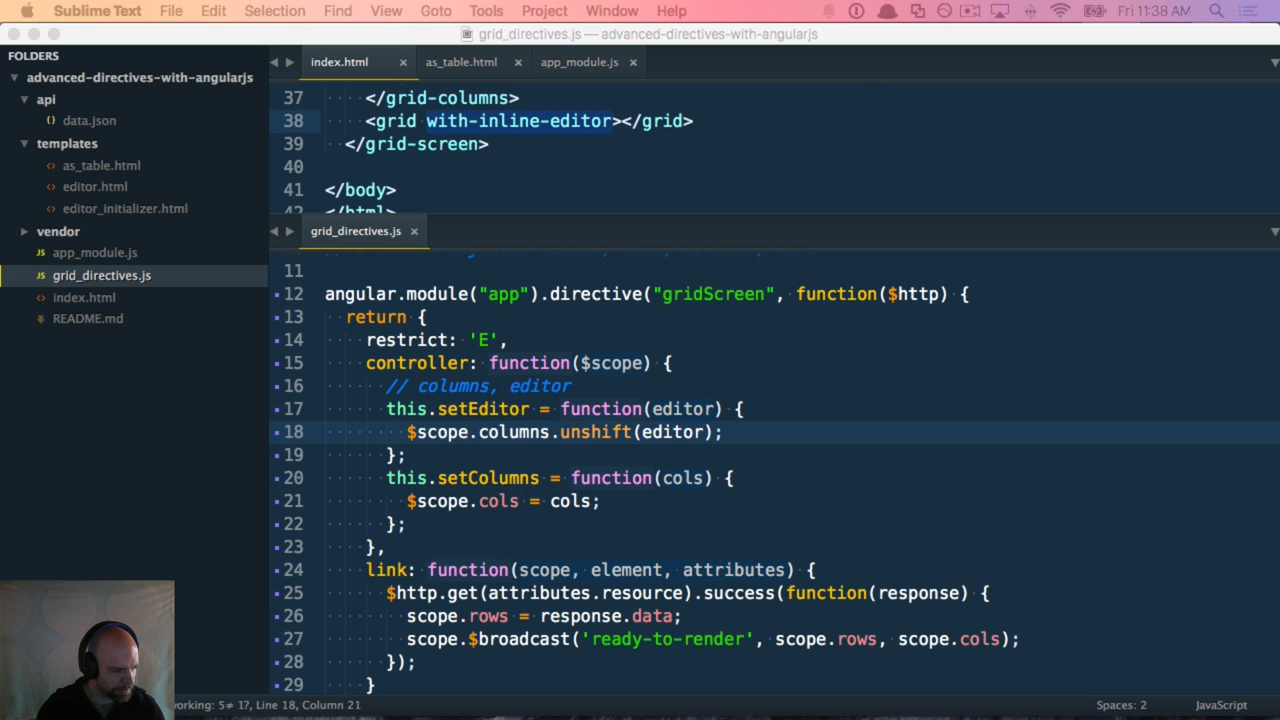 Sublime Text File Edit Selection Find View Goto Tools Project Window Help Fri 11:38 AM
grid_directives.js — advanced-directives-with-angularjs
FOLDERS
advanced-directives-with-angularjs
api
data.json
templates
as_table.html
editor.html
editor_initializer.html
vendor
app_module.js
grid_directives.js
index.html
README.md
index.html as_table.html app_module.js
37 </grid-columns>
38 <grid with-inline-editor></grid>
39 </grid-screen>
40
41 </body>
42 </html>
grid_directives.js
11
12 angular.module("app").directive("gridScreen", function($http) {
13 return {
14 restrict: 'E',
15 controller: function($scope) {
16 // columns, editor
17 this.setEditor = function(editor) {
18 $scope.columns.unshift(editor);
19 };
20 this.setColumns = function(cols) {
21 $scope.cols = cols;
22 };
23 },
24 link: function(scope, element, attributes) {
25 $http.get(attributes.resource).success(function(response) {
26 scope.rows = response.data;
27 scope.$broadcast('ready-to-render', scope.rows, scope.cols);
28 });
29 }
orking: 5≠ 17, Line 18, Column 21 Spaces: 2 JavaScript